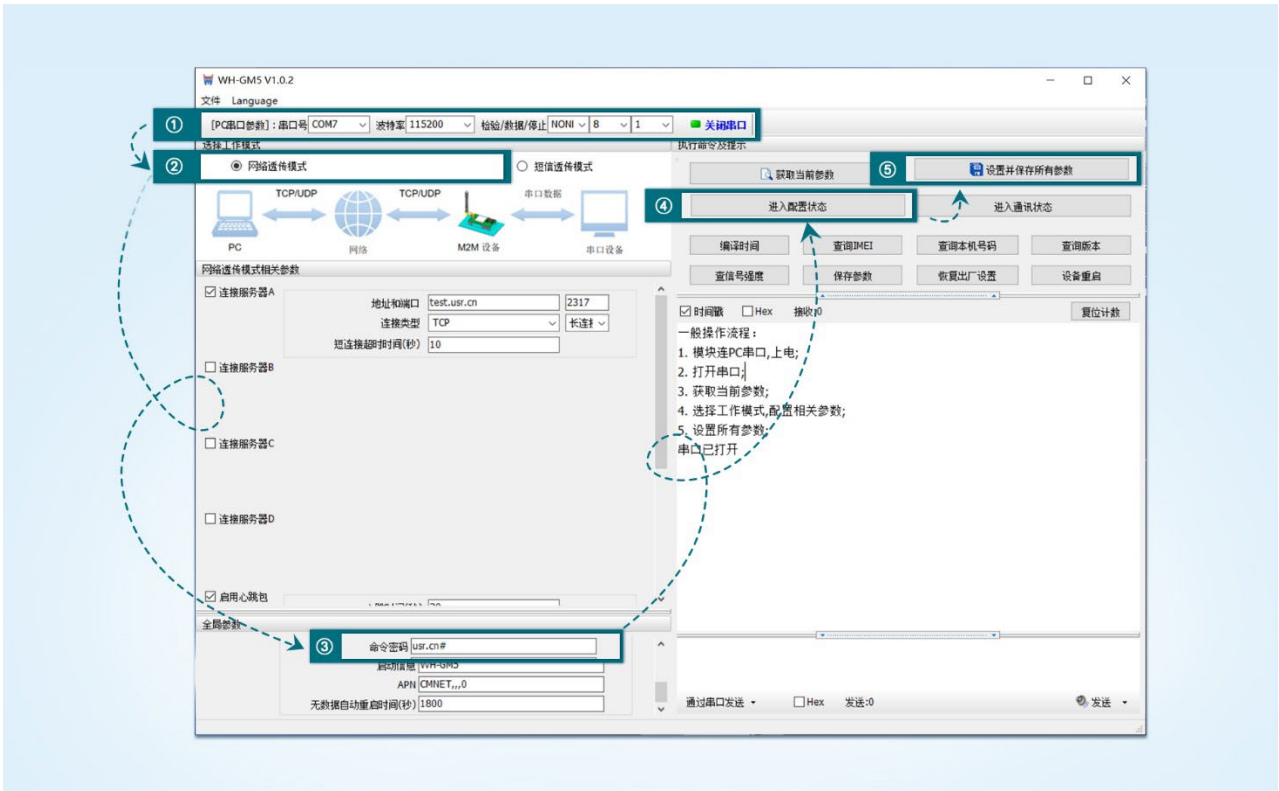 WH-GM5 V1.0.2
文件 Language
① [PC串口参数]：串口号 COM7 波特率 115200 检验/数据/停止 NONI 8 1 关闭串口
选择工作模式
② 网络透传模式 短信透传模式
TCP/UDP TCP/UDP 串口数据
PC 网络 M2M 设备 串口设备
网络透传模式相关参数
连接服务器A
地址和端口 test.usr.cn 2317
连接类型 TCP 长连接
短连接超时时间(秒) 10
连接服务器B
连接服务器C
连接服务器D
启用心跳包
全局参数
③ 命令密码 usr.cn#
启动信息 WH-GM5
APN CMNET,,,0
无数据自动重启时间(秒) 1800
执行命令及提示
获取当前参数 ⑤ 设置并保存所有参数
④ 进入配置状态 进入通讯状态
编译时间 查询IMEI 查询本机号码 查询版本
查信号强度 保存参数 恢复出厂设置 设备重启
时间戳 Hex 接收:0 复位计数
一般操作流程：
1. 模块连PC串口,上电;
2. 打开串口;
3. 获取当前参数;
4. 选择工作模式,配置相关参数;
5. 设置所有参数;
串口已打开
通过串口发送 Hex 发送:0 发送